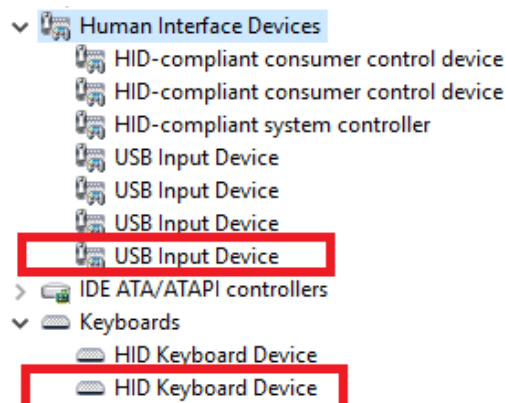 Human Interface Devices
HID-compliant consumer control device
HID-compliant consumer control device
HID-compliant system controller
USB Input Device
USB Input Device
USB Input Device
USB Input Device
IDE ATA/ATAPI controllers
Keyboards
HID Keyboard Device
HID Keyboard Device